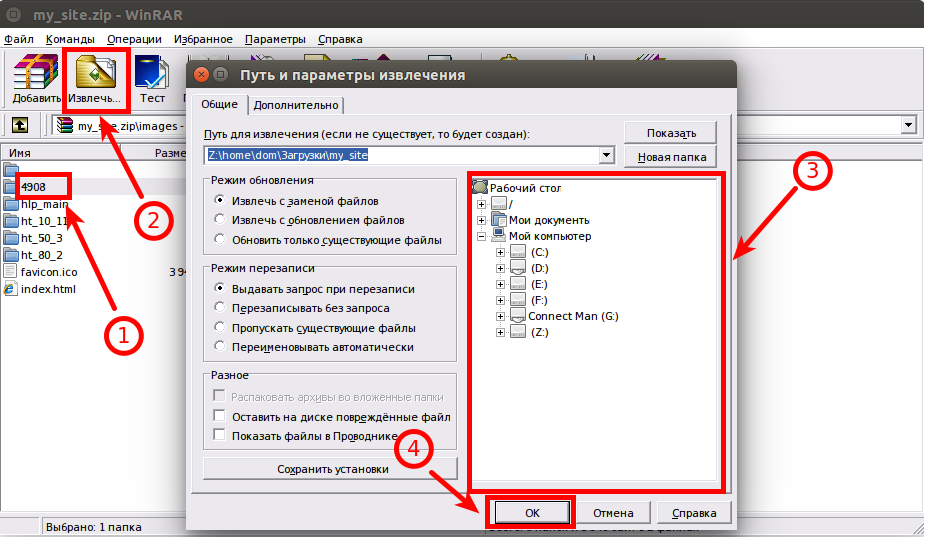 my_site.zip - WinRAR
Файл Команды Операции Избранное Параметры Справка
Добавить Извлечь... Тест
my_site.zip\images -
Имя Разме
4908
hlp_main
ht_10_11
ht_50_3
ht_80_2
favicon.ico 3 94
index.html
Выбрано: 1 папка
Путь и параметры извлечения
Общие Дополнительно
Путь для извлечения (если не существует, то будет создан):
Показать
Z:\home\dom\Загрузки\my_site
Новая папка
Режим обновления
Извлечь с заменой файлов
Извлечь с обновлением файлов
Обновить только существующие файлы
Режим перезаписи
Выдавать запрос при перезаписи
Перезаписывать без запроса
Пропускать существующие файлы
Переименовывать автоматически
Разное
Распаковать архивы во вложенные папки
Оставить на диске повреждённые файл
Показать файлы в Проводнике
Сохранить установки
Рабочий стол
/
Мои документы
Мой компьютер
(C:)
(D:)
(E:)
(F:)
Connect Man (G:)
(Z:)
OK Отмена Справка
1
2
3
4